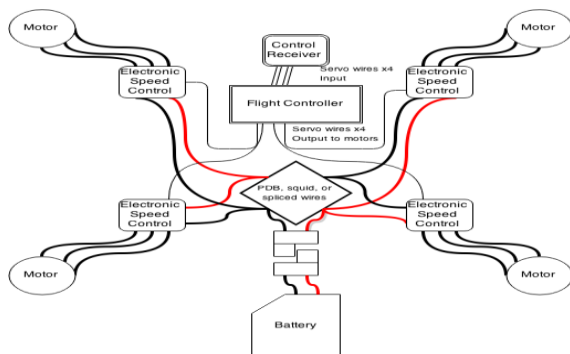 Motor
Motor
Control
Receiver
Servo wires x4
Input
Electronic
Speed
Control
Electronic
Speed
Control
Flight Controller
Servo wires x4
Output to motors
PDB, squid, or
spliced wires
Electronic
Speed
Control
Electronic
Speed
Control
Motor
Motor
Battery